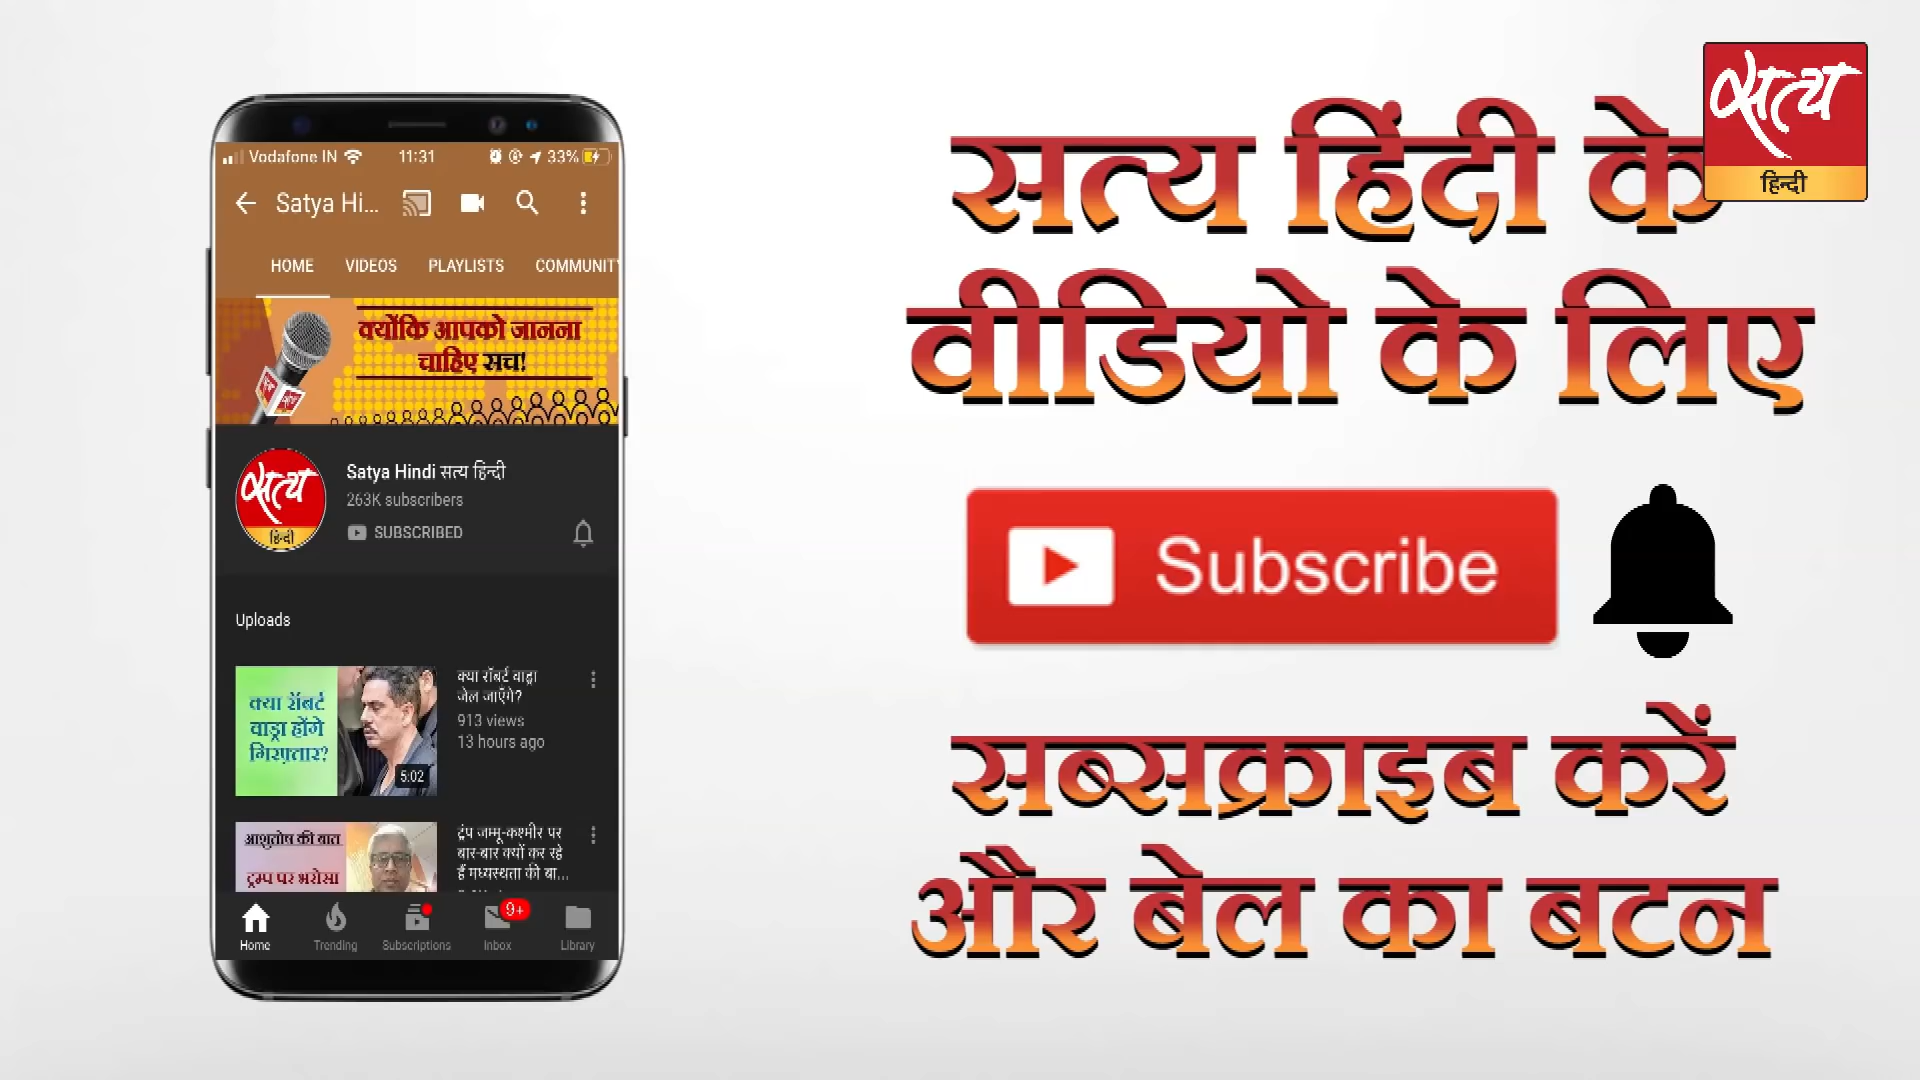 Vodafone IN 11:31 33%
Satya Hi...
HOME VIDEOS PLAYLISTS COMMUNIT
क्योंकि आपको जानना
चाहिए सच!
सत्य
हिन्दी
Satya Hindi सत्य हिन्दी
263K subscribers
SUBSCRIBED
Uploads
क्या रॉबर्ट
वाड्रा होंगे
गिरफ़्तार?
5:02
क्या रॉबर्ट वाड्रा
जेल जाएँगे?
913 views
13 hours ago
आशुतोष की बात
ट्रम्प पर भरोसा
ट्रंप जम्मू-कश्मीर पर
बार-बार क्यों कर रहे
हैं मध्यस्थता की बा...
9+
Home Trending Subscriptions Inbox Library
सत्य हिंदी के
वीडियो के लिए
Subscribe
सब्सक्राइब करें
और बेल का बटन
सत्य
हिन्दी